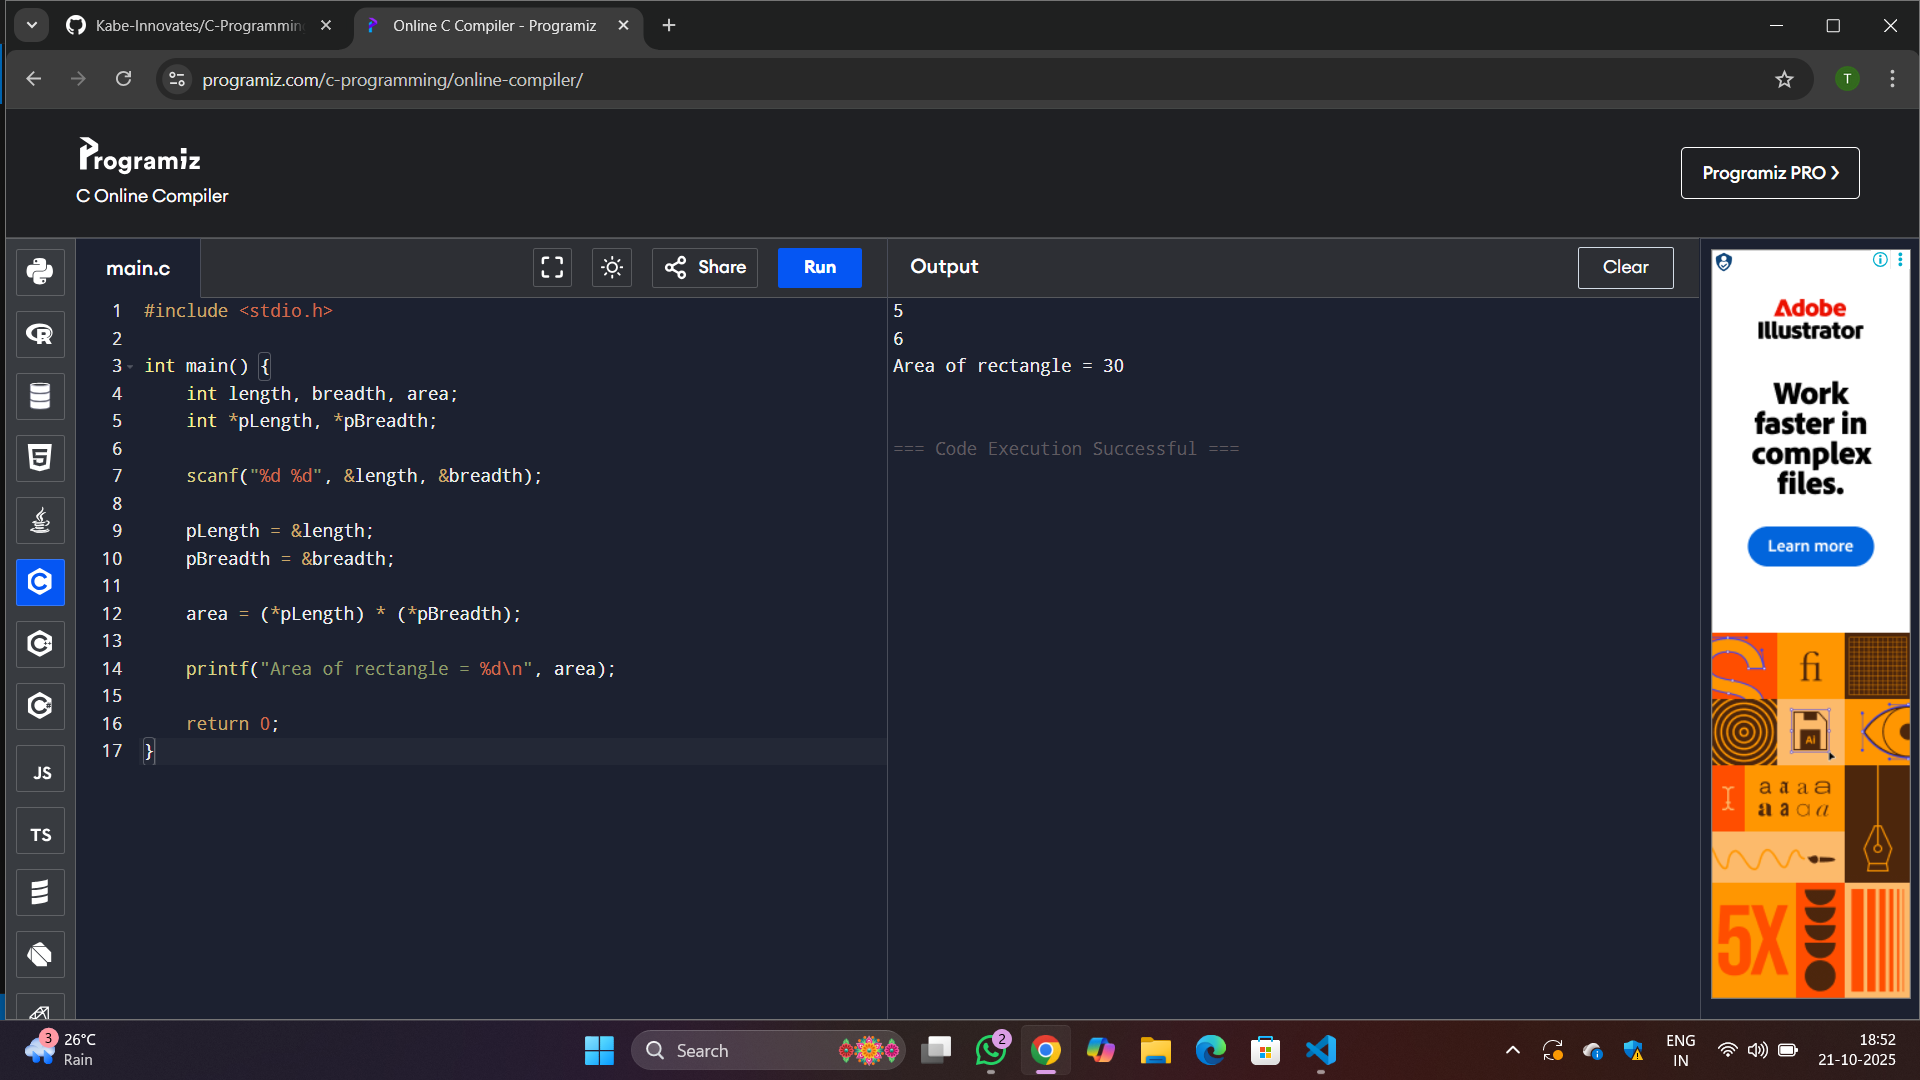 Kabe-Innovates/C-Programmin
Online C Compiler - Programiz
programiz.com/c-programming/online-compiler/
T
Programiz
C Online Compiler
Programiz PRO
main.c
Share
Run
Output
Clear
1 #include <stdio.h>
2
3 int main() {
4     int length, breadth, area;
5     int *pLength, *pBreadth;
6
7     scanf("%d %d", &length, &breadth);
8
9     pLength = &length;
10     pBreadth = &breadth;
11
12     area = (*pLength) * (*pBreadth);
13
14     printf("Area of rectangle = %d\n", area);
15
16     return 0;
17 }
5
6
Area of rectangle = 30
=== Code Execution Successful ===
R
5
C
C
C
JS
TS
Adobe
Illustrator
Work
faster in
complex
files.
Learn more
S
fi
Ai
a a a a
a a a a
5X
3
26°C
Rain
Search
2
ENG
IN
18:52
21-10-2025